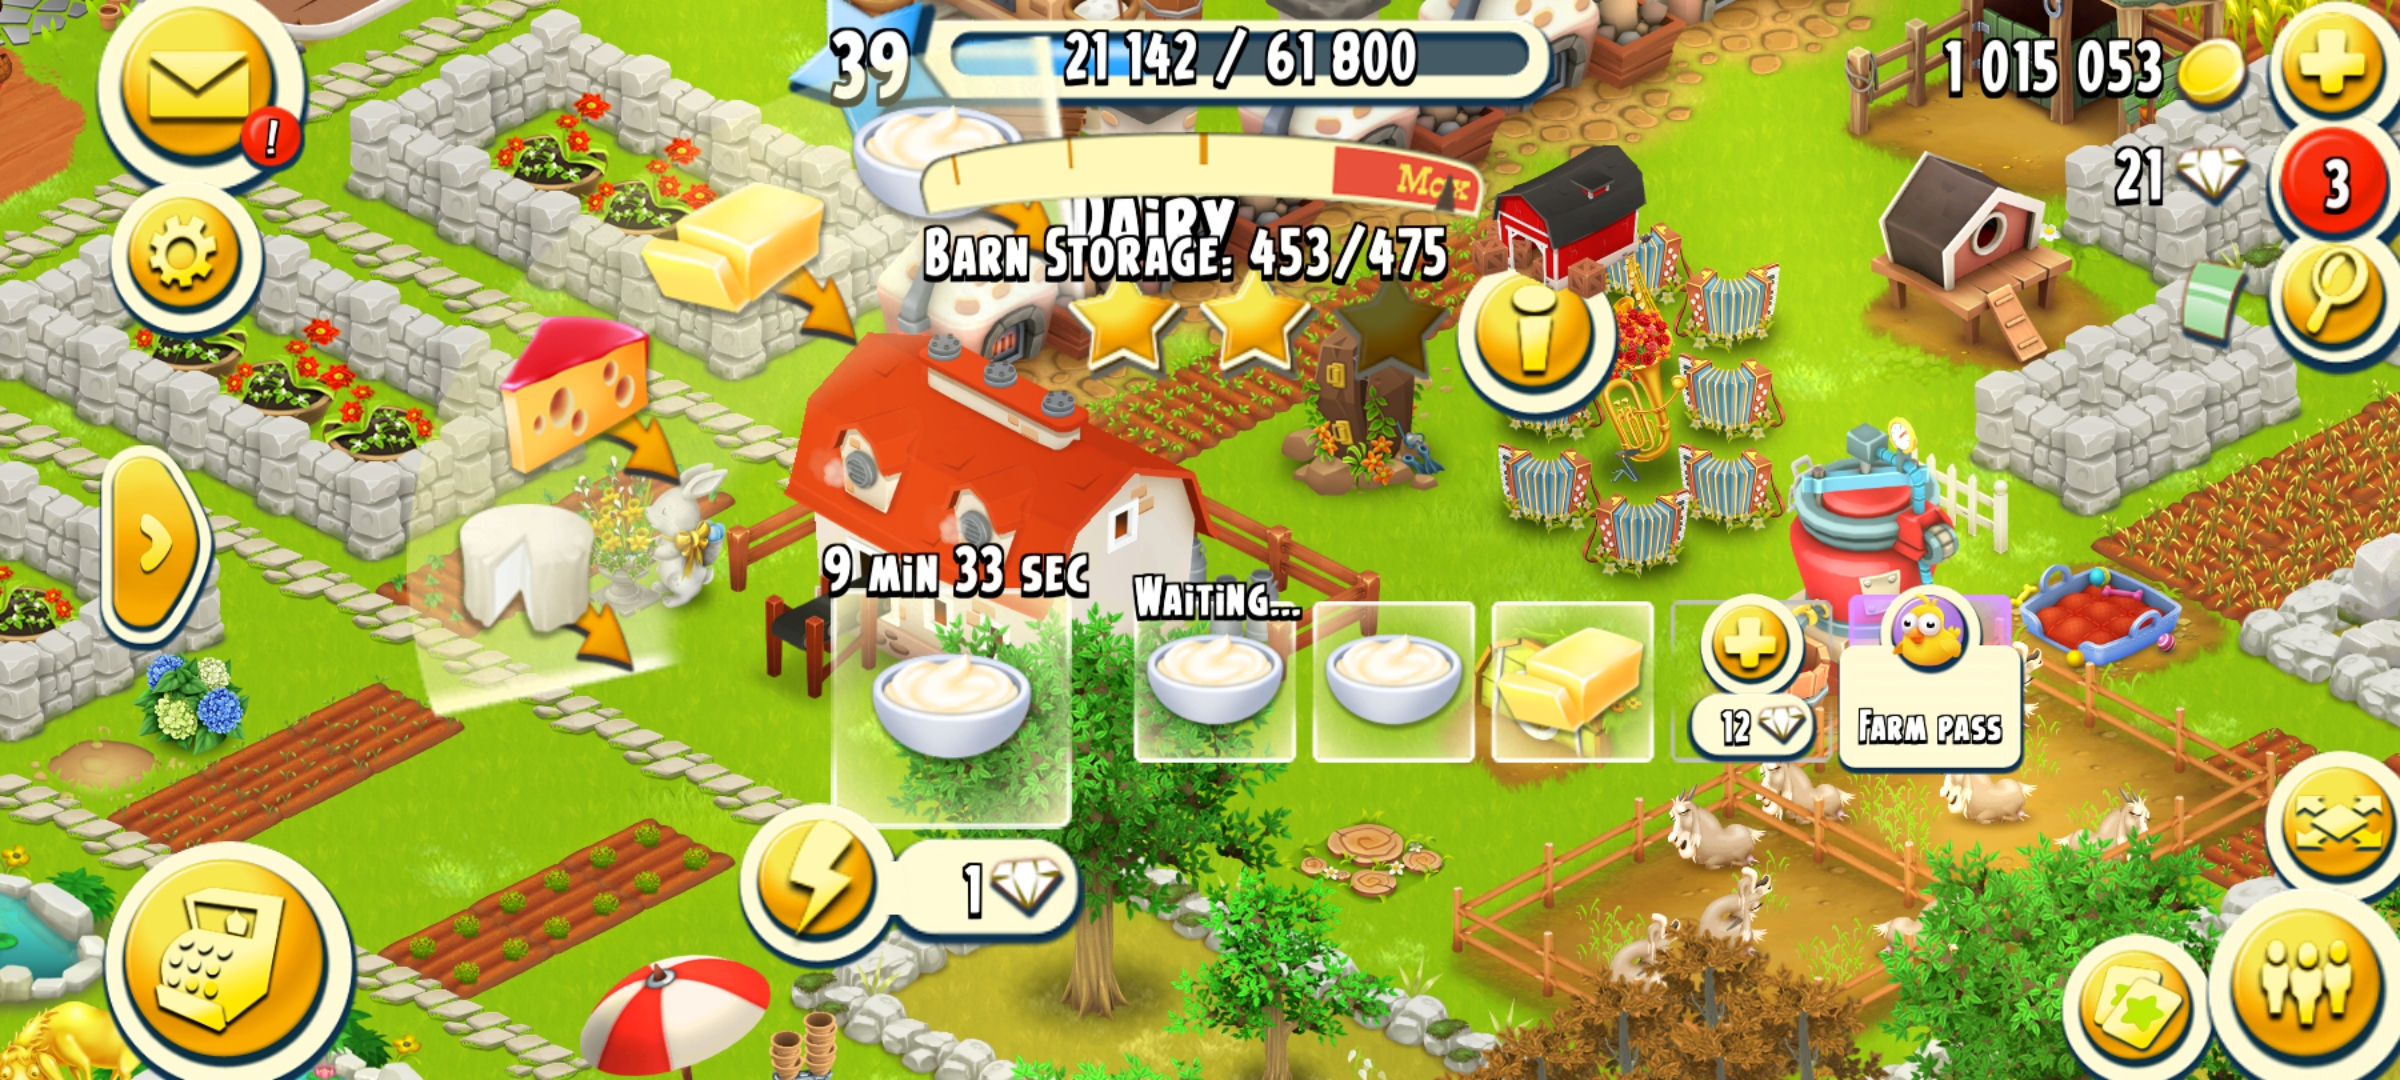 39
21 142 / 61 800
1 015 053
!
Max
21
3
DAIRY
BARN STORAGE: 453/475
9 MIN 33 SEC
WAITING...
12
FARM PASS
1